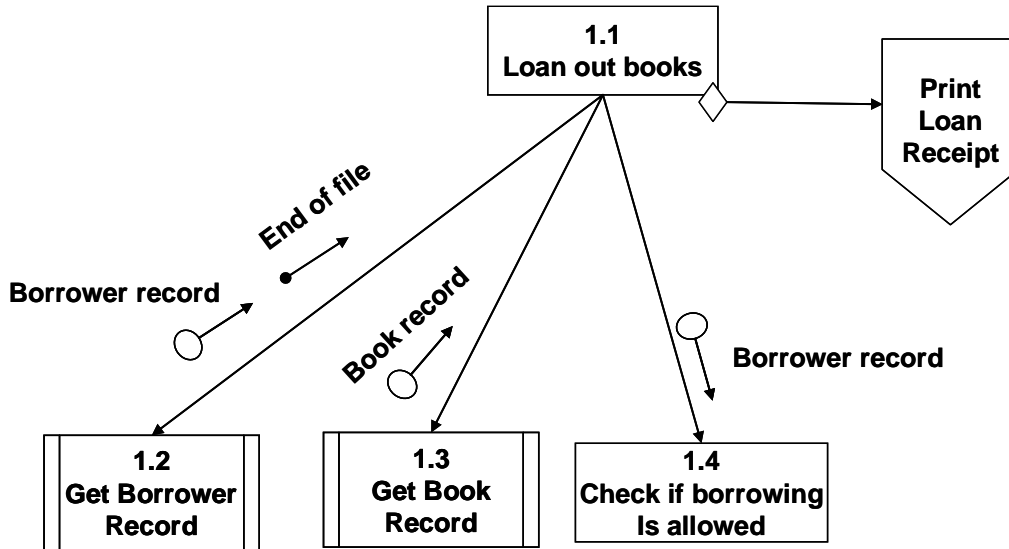 1.1
Loan out books
Print
Loan
Receipt
End of file
Borrower record
Book record
Borrower record
1.2
Get Borrower
Record
1.3
Get Book
Record
1.4
Check if borrowing
Is allowed